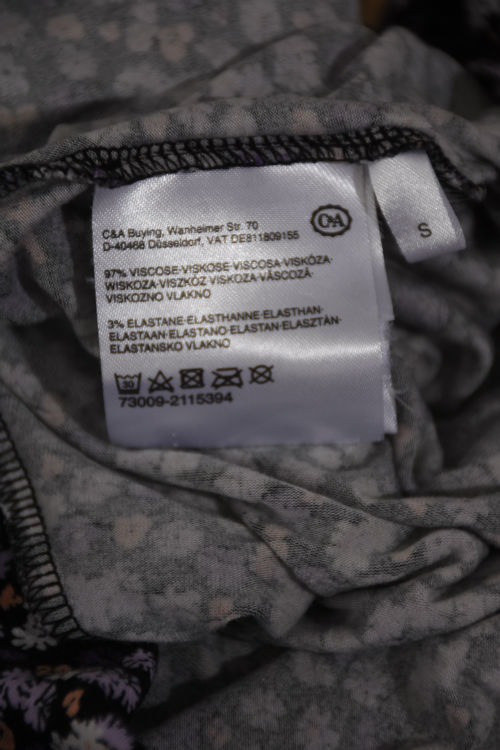 C&A Buying, Wanheimer Str. 70
D-40468 Düsseldorf, VAT DE811809155
C&A
97% VISCOSE·VISKOSE·VISCOSA·VISKÓZA·
WISKOZA·VISZKÓZ·VISKOZA·VÂSCOZĂ·
VISKOZNO VLAKNO
3% ELASTANE·ELASTHANNE·ELASTHAN·
ELASTAAN·ELASTANO·ELASTAN·ELASZTÁN·
ELASTANSKO VLAKNO
30
73009-2115394
S